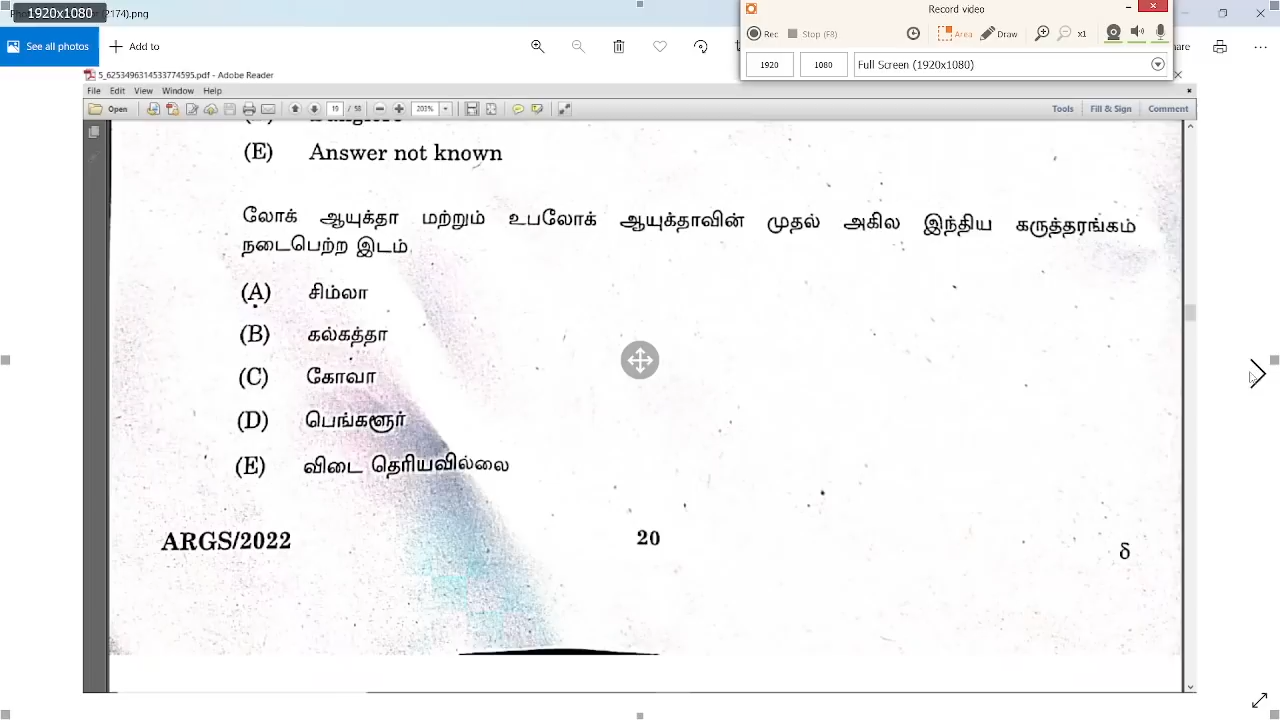 1920x1080
(2174).png
Record video
See all photos
Add to
Rec
Stop (F8)
Area
Draw
x1
1920
1080
Full Screen (1920x1080)
5_6253496314533774595.pdf - Adobe Reader
File Edit View Window Help
Open
19 / 58
203%
Tools
Fill & Sign
Comment
(E) Answer not known
லோக் ஆயுக்தா மற்றும் உபலோக் ஆயுக்தாவின் முதல் அகில இந்திய கருத்தரங்கம்
நடைபெற்ற இடம்
(A) சிம்லா
(B) கல்கத்தா
(C) கோவா
(D) பெங்களூர்
(E) விடை தெரியவில்லை
ARGS/2022
20
δ